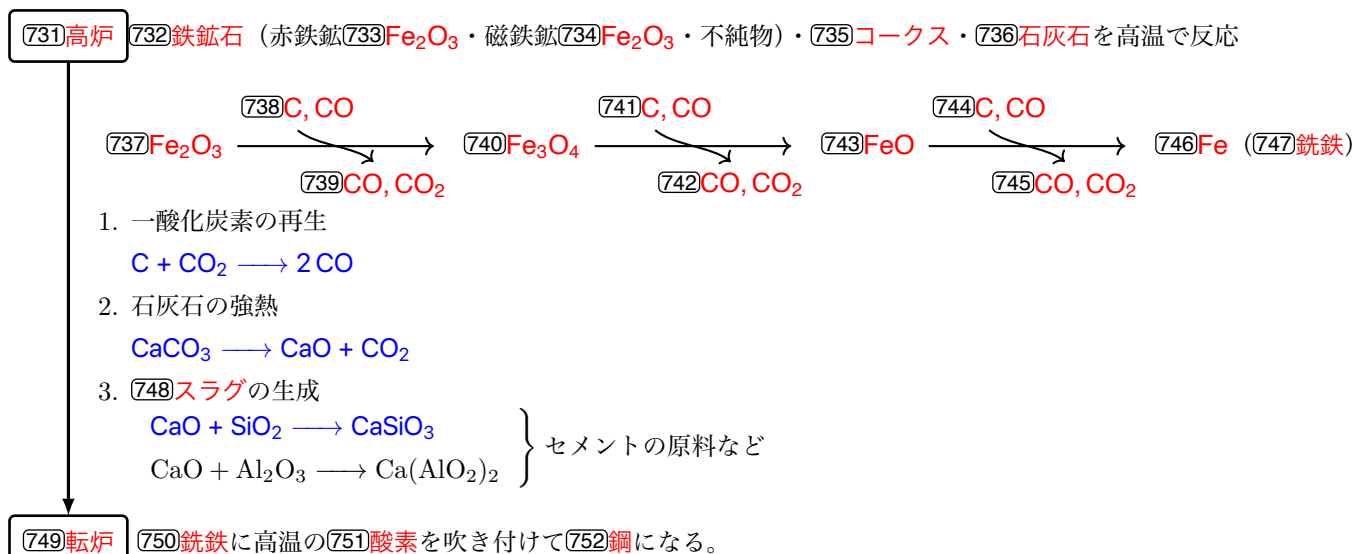 731高炉 732鉄鉱石（赤鉄鉱733Fe₂O₃・磁鉄鉱734Fe₂O₃・不純物）・735コークス・736石灰石を高温で反応
738C, CO 741C, CO 744C, CO
737Fe₂O₃ ⟶ 740Fe₃O₄ ⟶ 743FeO ⟶ 746Fe（747銑鉄）
739CO, CO₂ 742CO, CO₂ 745CO, CO₂
1. 一酸化炭素の再生
C + CO₂ ⟶ 2 CO
2. 石灰石の強熱
CaCO₃ ⟶ CaO + CO₂
3. 748スラグの生成
CaO + SiO₂ ⟶ CaSiO₃
CaO + Al₂O₃ ⟶ Ca(AlO₂)₂
セメントの原料など
749転炉 750銑鉄に高温の751酸素を吹き付けて752鋼になる。